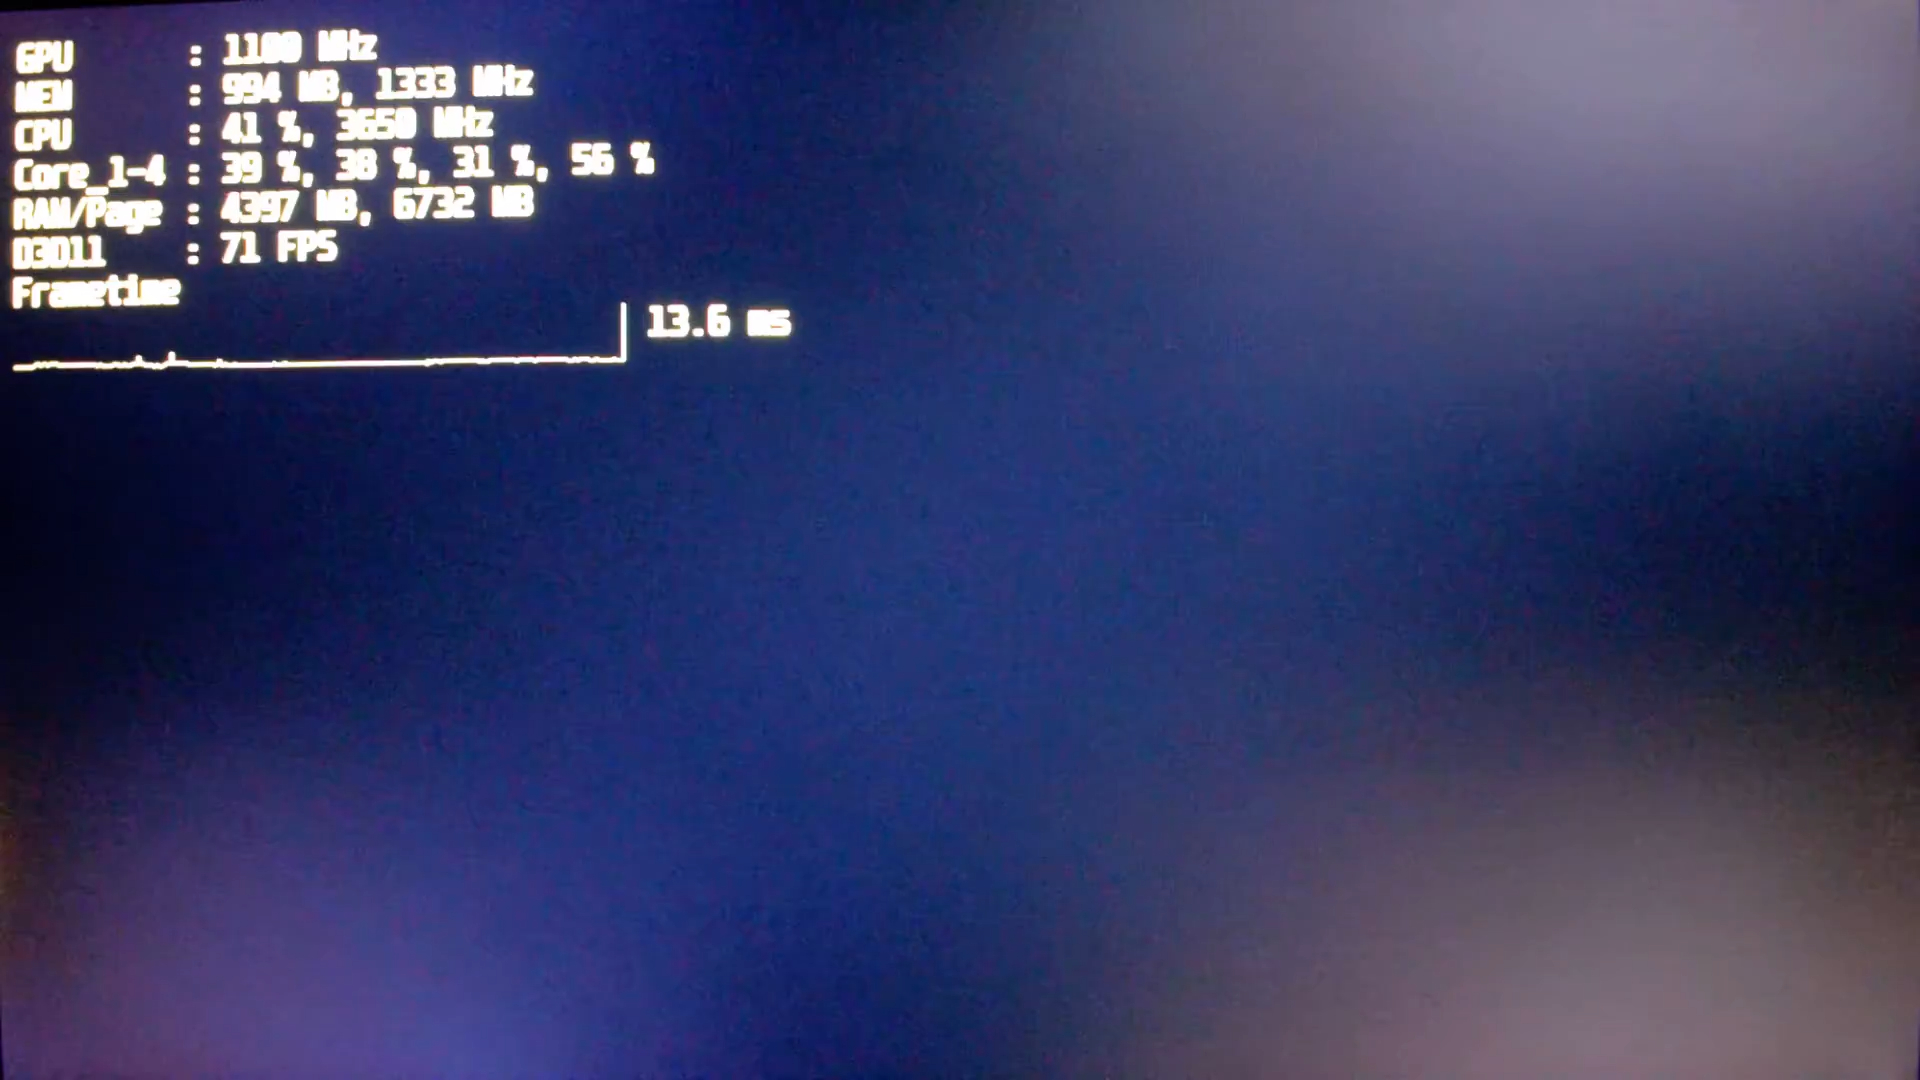 GPU : 1100 MHz
MEM : 994 MB, 1333 MHz
CPU : 41 %, 3650 MHz
Core_1-4 : 39 %, 38 %, 31 %, 56 %
RAM/Page : 4397 MB, 6732 MB
D3D11 : 71 FPS
Frametime
13.6 ms